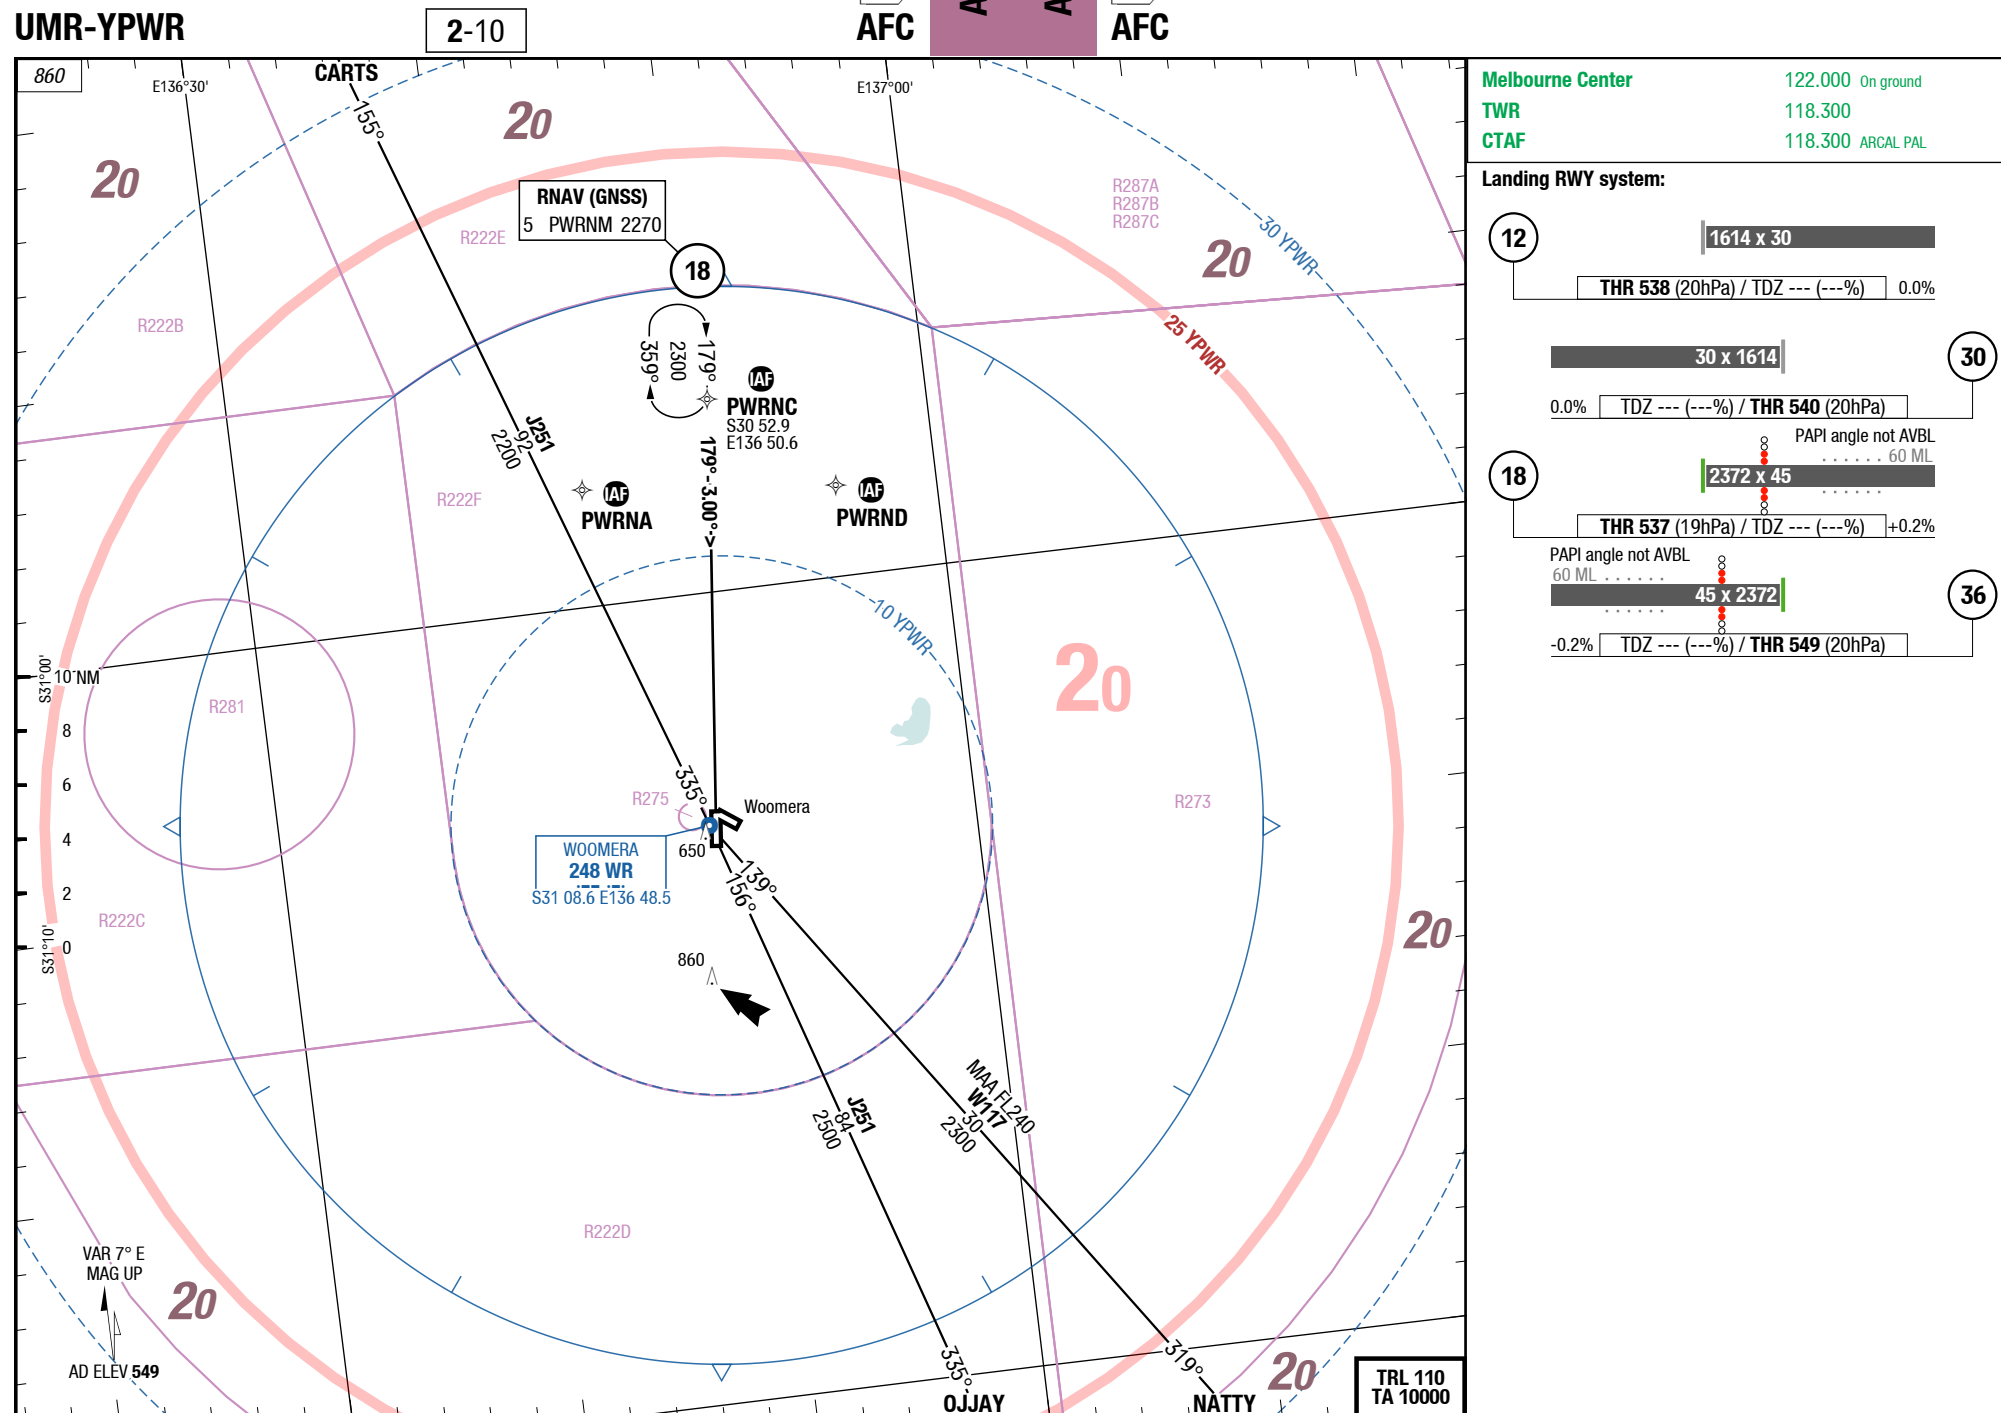 UMR-YPWR
2-10
AFC
AFC
860
E136°30'
CARTS
E137°00'
155°
20
20
20
RNAV (GNSS)
5 PWRNM 2270
18
R222E
R222B
R287A
R287B
R287C
30 YPWR
25 YPWR
359°
2300
179°
IAF
PWRNC
S30 52.9
E136 50.6
179° - 3.00° ->
J251
92
2200
R222F
IAF
PWRNA
IAF
PWRND
10 YPWR
S31°00'
10 NM
8
6
4
2
0
S31°10'
R281
20
R273
R275
335°
Woomera
650
WOOMERA
248 WR
S31 08.6 E136 48.5
139°
156°
R222C
20
860
MAA FL240
W117
30
2300
J251
84
2500
R222D
VAR 7° E
MAG UP
AD ELEV 549
20
335°
OJJAY
319°
NATTY
20
TRL 110
TA 10000
Melbourne Center 122.000 On ground
TWR 118.300
CTAF 118.300 ARCAL PAL
Landing RWY system:
12
1614 x 30
THR 538 (20hPa) / TDZ --- (---%) 0.0%
30 x 1614
30
0.0% TDZ --- (---%) / THR 540 (20hPa)
PAPI angle not AVBL
60 ML
18
2372 x 45
THR 537 (19hPa) / TDZ --- (---%) +0.2%
PAPI angle not AVBL
60 ML
45 x 2372
36
-0.2% TDZ --- (---%) / THR 549 (20hPa)